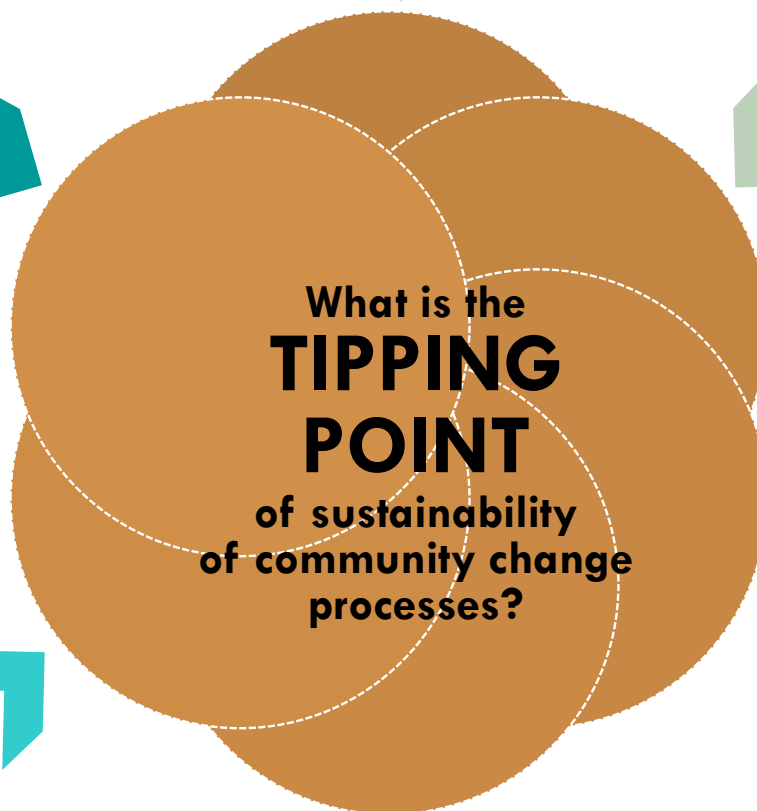 What is the
TIPPING
POINT
of sustainability
of community change
processes?